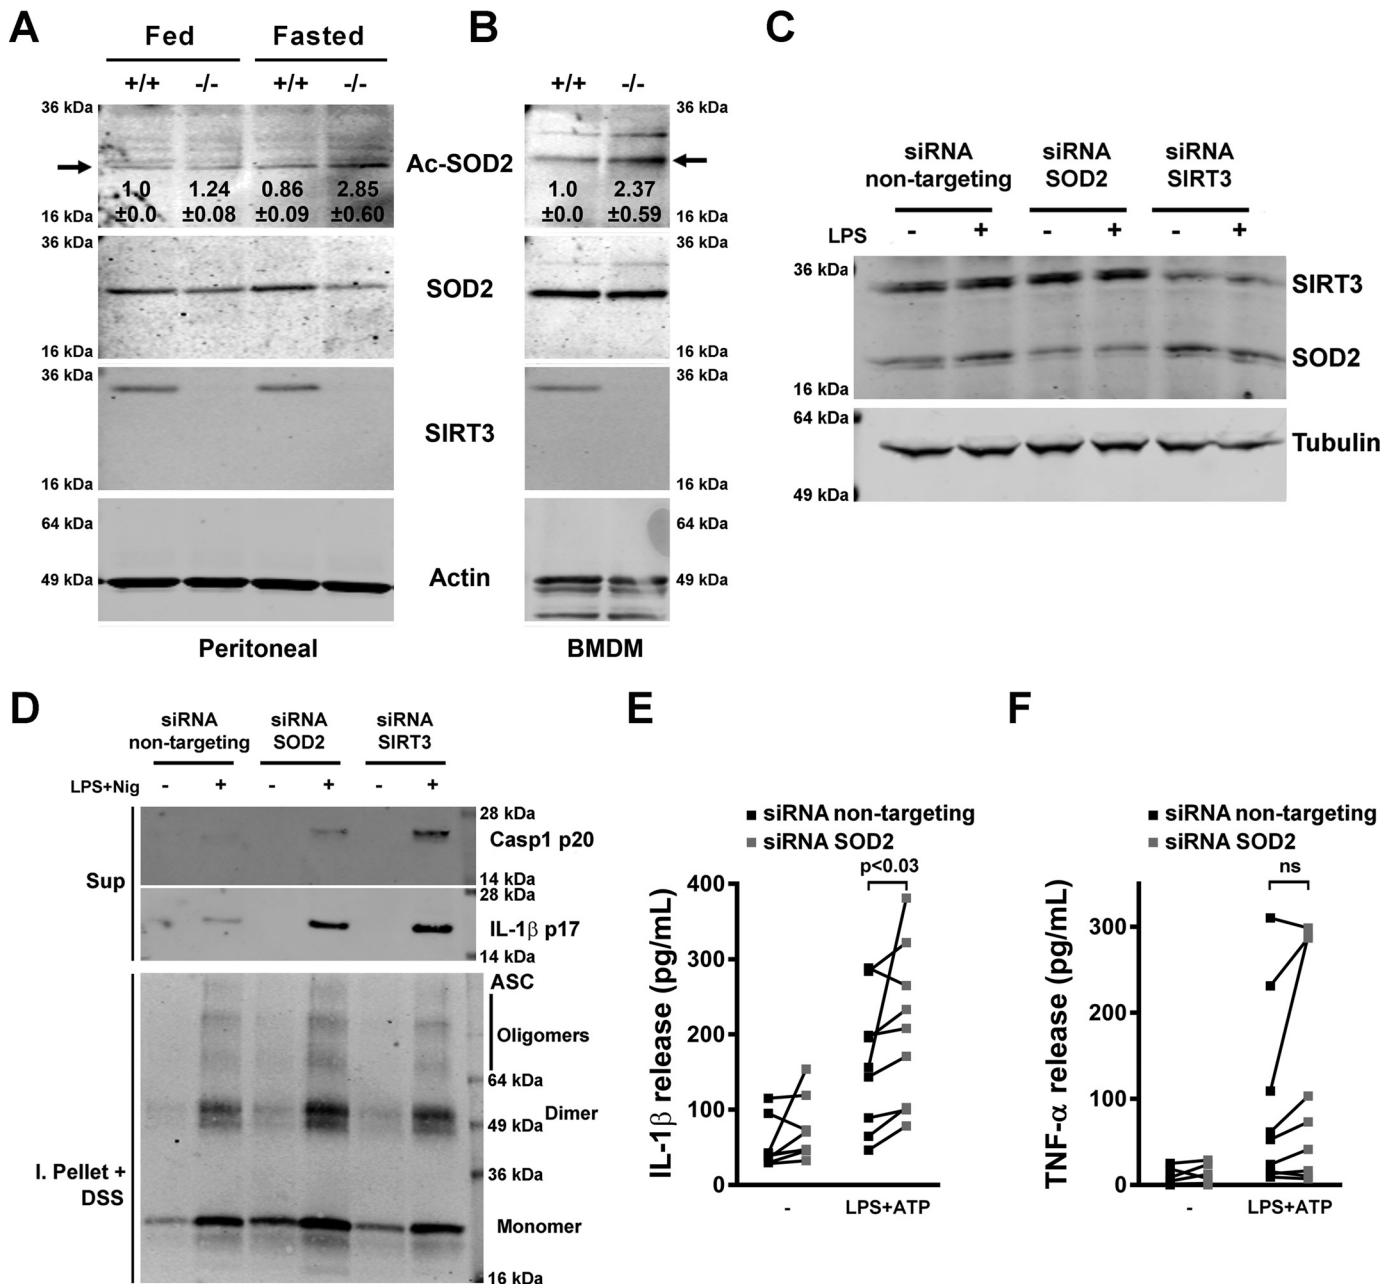 A
Fed Fasted
+/+ -/- +/+ -/-
36 kDa
Ac-SOD2
1.0 1.24 0.86 2.85
±0.0 ±0.08 ±0.09 ±0.60
16 kDa
36 kDa
SOD2
16 kDa
36 kDa
SIRT3
16 kDa
64 kDa
Actin
49 kDa
Peritoneal
B
+/+ -/-
36 kDa
1.0 2.37
±0.0 ±0.59
16 kDa
36 kDa
16 kDa
36 kDa
16 kDa
64 kDa
49 kDa
BMDM
C
siRNA siRNA siRNA
non-targeting SOD2 SIRT3
LPS - + - + - +
36 kDa
SIRT3
SOD2
16 kDa
64 kDa
Tubulin
49 kDa
D
siRNA siRNA siRNA
non-targeting SOD2 SIRT3
LPS+Nig - + - + - +
28 kDa
Casp1 p20
Sup
14 kDa
28 kDa
IL-1β p17
14 kDa
ASC
Oligomers
64 kDa
Dimer
49 kDa
I. Pellet +
DSS
36 kDa
Monomer
16 kDa
E
siRNA non-targeting
siRNA SOD2
p<0.03
IL-1β release (pg/mL)
400
300
200
100
0
- LPS+ATP
F
siRNA non-targeting
siRNA SOD2
ns
TNF-α release (pg/mL)
300
200
100
0
- LPS+ATP